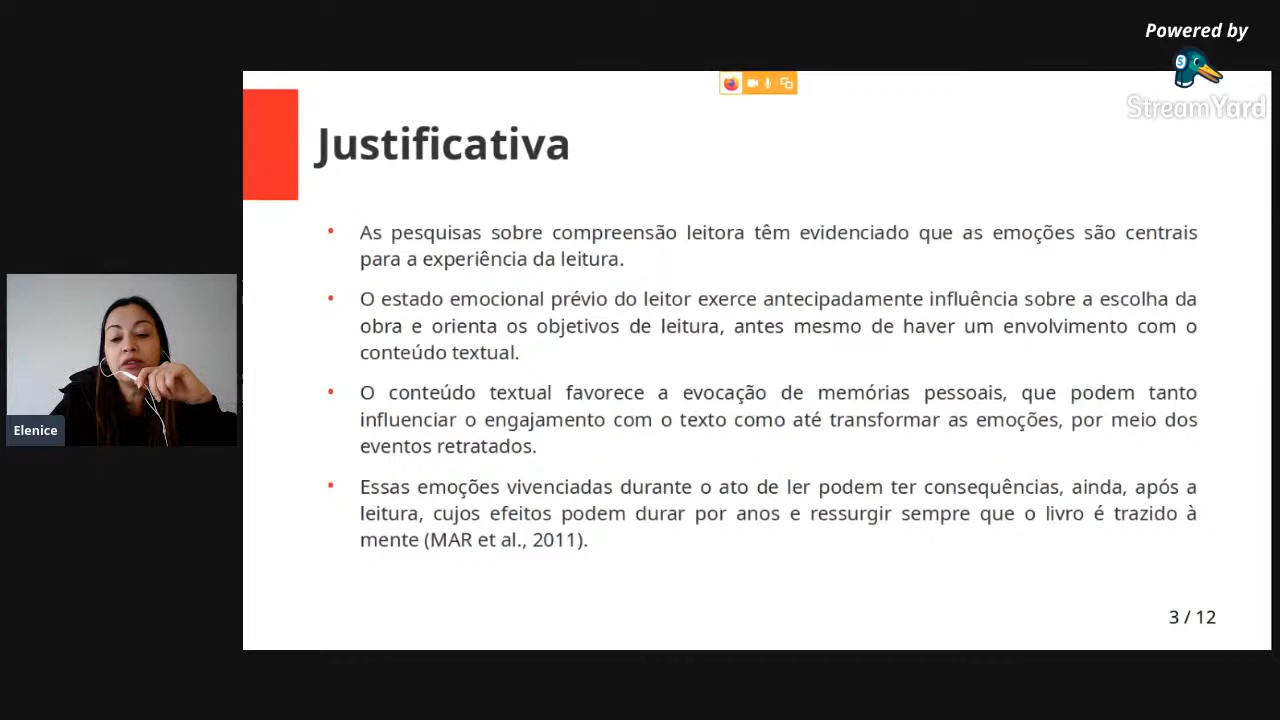 Powered by
StreamYard
Justificativa
• As pesquisas sobre compreensão leitora têm evidenciado que as emoções são centrais
para a experiência da leitura.
• O estado emocional prévio do leitor exerce antecipadamente influência sobre a escolha da
obra e orienta os objetivos de leitura, antes mesmo de haver um envolvimento com o
conteúdo textual.
• O conteúdo textual favorece a evocação de memórias pessoais, que podem tanto
influenciar o engajamento com o texto como até transformar as emoções, por meio dos
eventos retratados.
• Essas emoções vivenciadas durante o ato de ler podem ter consequências, ainda, após a
leitura, cujos efeitos podem durar por anos e ressurgir sempre que o livro é trazido à
mente (MAR et al., 2011).
Elenice
3 / 12